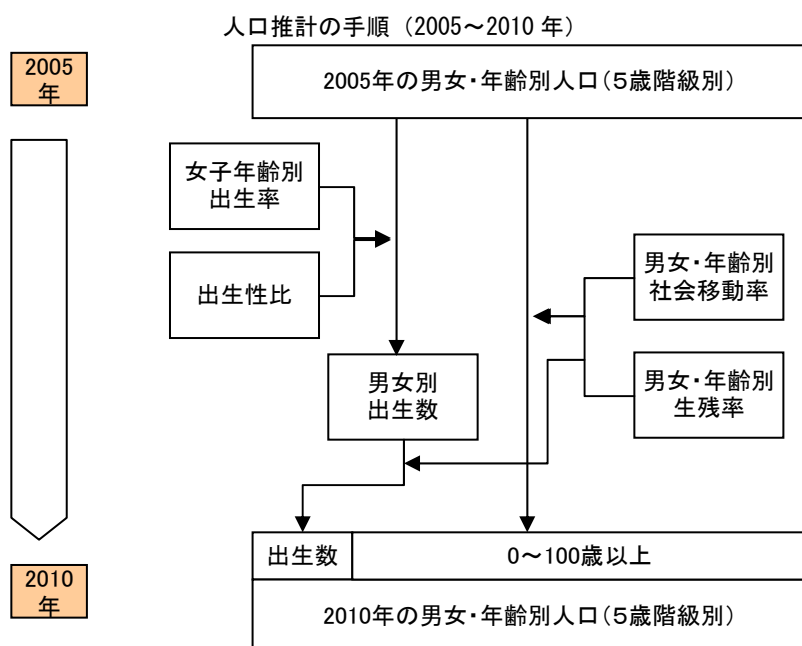 人口推計の手順（2005～2010 年）
2005
年
2005年の男女・年齢別人口（５歳階級別）
女子年齢別
出生率
出生性比
男女・年齢別
社会移動率
男女別
出生数
男女・年齢別
生残率
出生数
0～100歳以上
2010
年
2010年の男女・年齢別人口（５歳階級別）